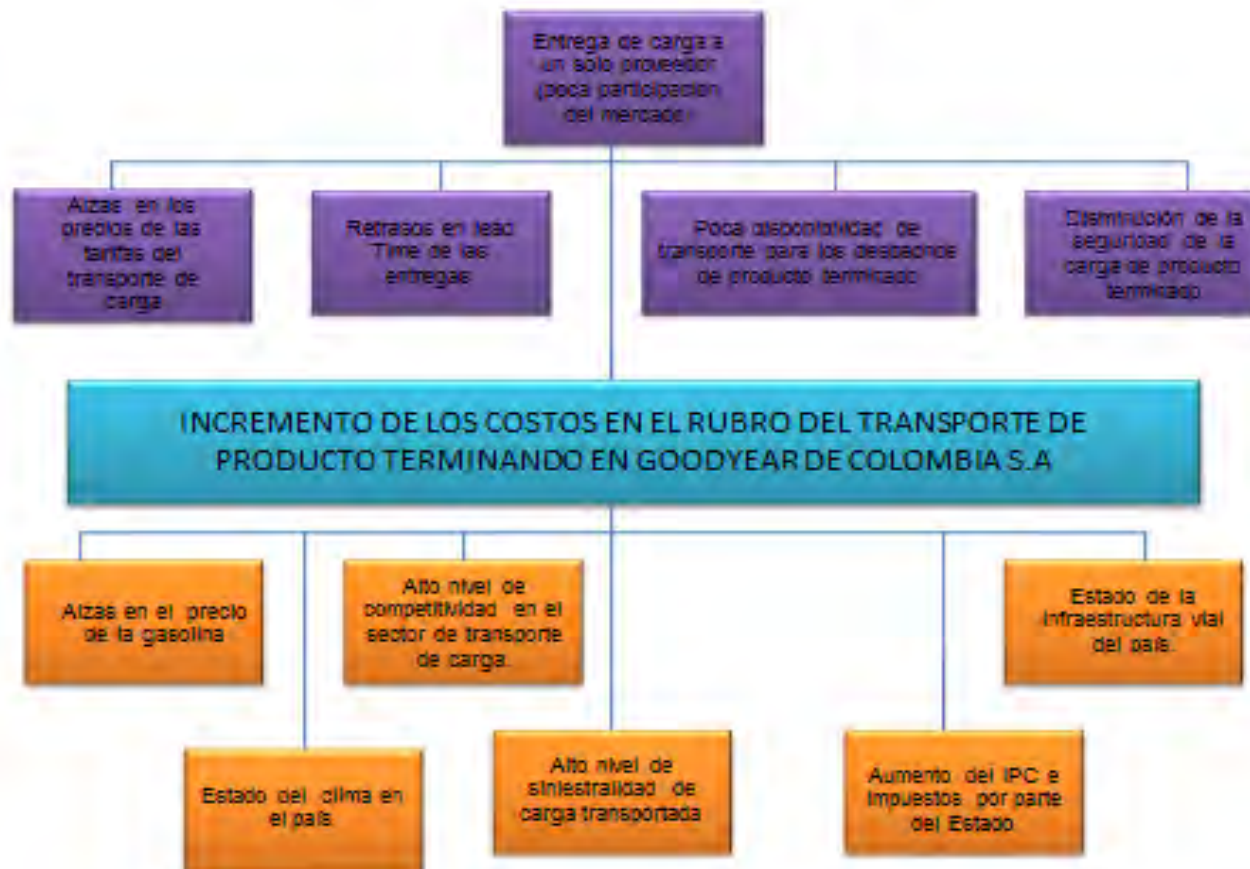 Entrega de carga a
un solo proveedor
(poca participación
del mercado)
Alzas en los
precios de las
tarifas del
transporte de
carga
Retrasos en lead
Time de las
entregas
Poca disponibilidad de
transporte para los despachos
de producto terminado
Disminución de la
seguridad de la
carga de producto
terminado
INCREMENTO DE LOS COSTOS EN EL RUBRO DEL TRANSPORTE DE
PRODUCTO TERMINANDO EN GOODYEAR DE COLOMBIA S.A
Alzas en el precio
de la gasolina
Alto nivel de
competitividad en el
sector de transporte
de carga.
Estado de la
infraestructura vial
del país.
Estado del clima en
el país
Alto nivel de
siniestralidad de
carga transportada
Aumento del IPC e
Impuestos por parte
del Estado